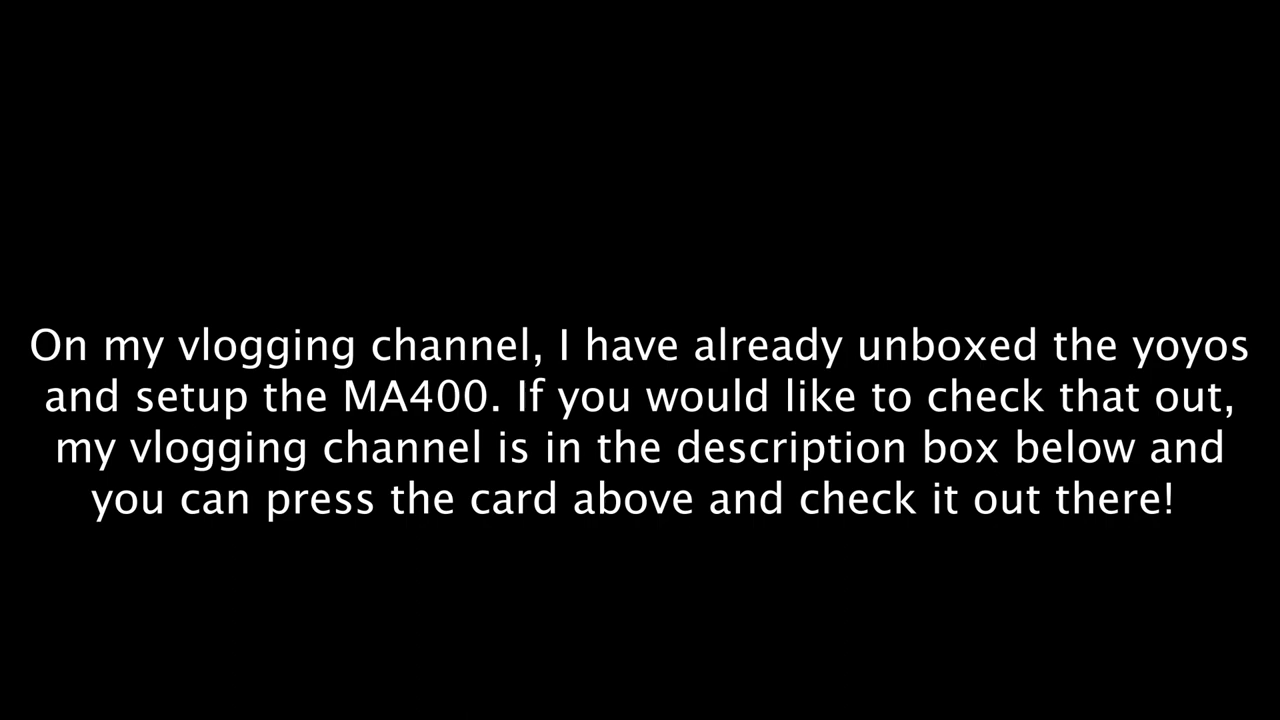 On my vlogging channel, I have already unboxed the yoyos
and setup the MA400. If you would like to check that out,
my vlogging channel is in the description box below and
you can press the card above and check it out there!